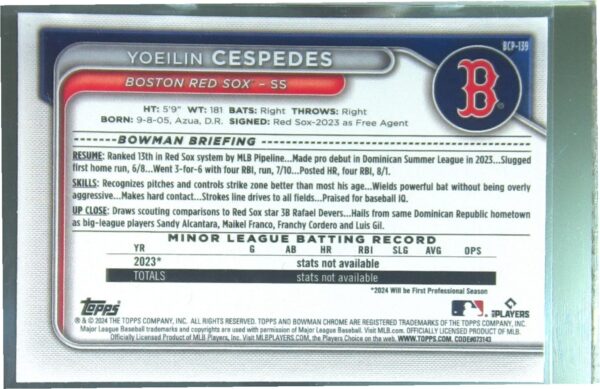 YOEILIN CESPEDES
BCP-139
BOSTON RED SOX® - SS
B
HT: 5'9" WT: 181 BATS: Right THROWS: Right
BORN: 9-8-05, Azua, D.R. SIGNED: Red Sox-2023 as Free Agent
BOWMAN BRIEFING
RESUME: Ranked 13th in Red Sox system by MLB Pipeline...Made pro debut in Dominican Summer League in 2023...Slugged
first home run, 6/8...Went 3-for-6 with four RBI, run, 7/10...Posted HR, four RBI, 8/1.
SKILLS: Recognizes pitches and controls strike zone better than most his age...Wields powerful bat without being overly
aggressive...Makes hard contact...Strokes line drives to all fields...Praised for baseball IQ.
UP CLOSE: Draws scouting comparisons to Red Sox star 3B Rafael Devers...Hails from same Dominican Republic hometown
as big-league players Sandy Alcantara, Maikel Franco, Franchy Cordero and Luis Gil.
MINOR LEAGUE BATTING RECORD
YR G AB HR RBI SLG AVG OPS
2023* stats not available
TOTALS stats not available
*2024 Will be First Professional Season
Topps
MLB PLAYERS
® & © 2024 THE TOPPS COMPANY, INC. TOPPS AND BOWMAN CHROME ARE REGISTERED TRADEMARKS OF THE TOPPS COMPANY, INC.
Major League Baseball trademarks and copyrights are used with permission of Major League Baseball. Visit MLB.com. OFFICIALLY LICENSED PRODUCT OF MLB.
Officially Licensed Product of MLB Players, Inc. Visit www.MLBPLAYERS.com, the Players Choice on the web. WWW.TOPPS.COM. CODE#CP073143